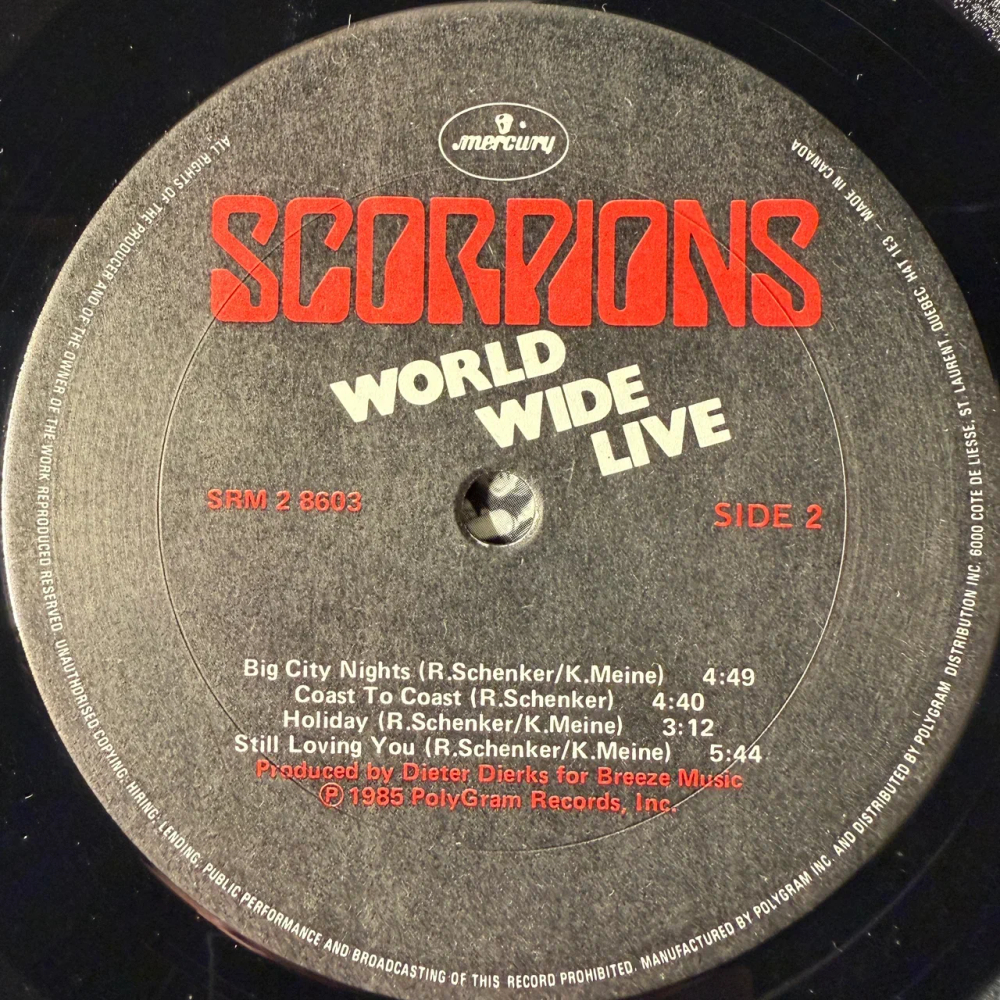 mercury
SCORPIONS
WORLD
WIDE
LIVE
SRM 2 8603
SIDE 2
Big City Nights (R.Schenker/K.Meine) 4:49
Coast To Coast (R.Schenker) 4:40
Holiday (R.Schenker/K.Meine) 3:12
Still Loving You (R.Schenker/K.Meine) 5:44
Produced by Dieter Dierks for Breeze Music
Ⓟ 1985 PolyGram Records, Inc.
ALL RIGHTS OF THE PRODUCER AND OF THE OWNER OF THE WORK REPRODUCED RESERVED. UNAUTHORISED COPYING; HIRING; LENDING, PUBLIC PERFORMANCE AND BROADCASTING OF THIS RECORD PROHIBITED. MANUFACTURED BY POLYGRAM INC. AND DISTRIBUTED BY POLYGRAM DISTRIBUTION INC. 6000 COTE DE LIESSE, ST. LAURENT, QUEBEC H4T 1E3 – MADE IN CANADA